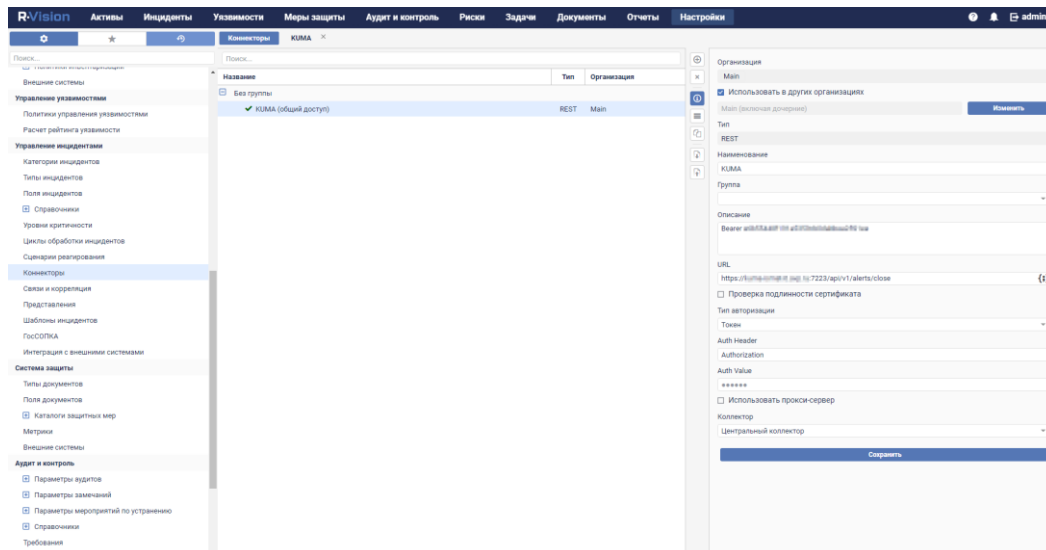 R·Vision Активы Инциденты Уязвимости Меры защиты Аудит и контроль Риски Задачи Документы Отчеты Настройки admin
Коннекторы KUMA
Поиск...
Внешние системы
Управление уязвимостями
Политики управления уязвимостями
Расчет рейтинга уязвимости
Управление инцидентами
Категории инцидентов
Типы инцидентов
Поля инцидентов
Справочники
Уровни критичности
Циклы обработки инцидентов
Сценарии реагирования
Коннекторы
Связи и корреляция
Представления
Шаблоны инцидентов
ГосСОПКА
Интеграция с внешними системами
Система защиты
Типы документов
Поля документов
Каталоги защитных мер
Метрики
Внешние системы
Аудит и контроль
Параметры аудитов
Параметры замечаний
Параметры мероприятий по устранению
Справочники
Требования
Поиск...
Название Тип Организация
Без группы
KUMA (общий доступ) REST Main
Организация
Main
Использовать в других организациях
Main (включая дочерние) Изменить
Тип
REST
Наименование
KUMA
Группа
Описание
Bearer
URL
https:// :7223/api/v1/alerts/close
Проверка подлинности сертификата
Тип авторизации
Токен
Auth Header
Authorization
Auth Value
******
Использовать прокси-сервер
Коллектор
Центральный коллектор
Сохранить